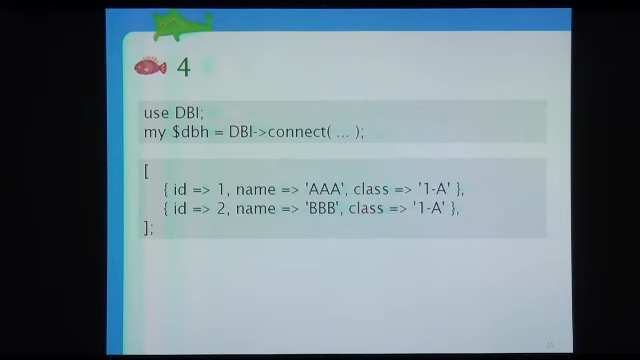 4
use DBI;
my $dbh = DBI->connect( ... );
[
{ id => 1, name => 'AAA', class => '1-A' },
{ id => 2, name => 'BBB', class => '1-A' },
];